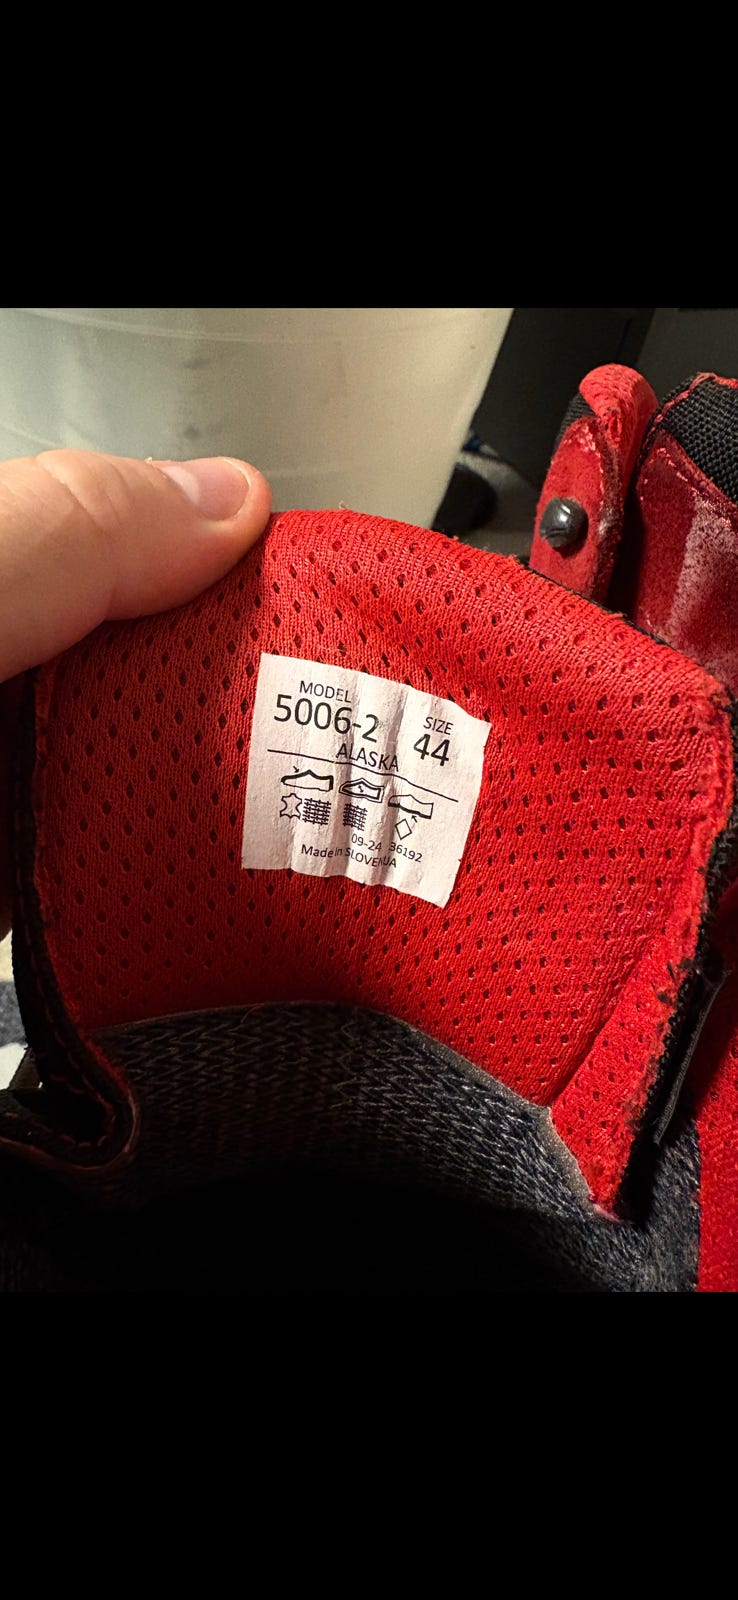 MODEL
5006-2
SIZE
44
ALASKA
09-24 36192
Made in SLOVENIJA